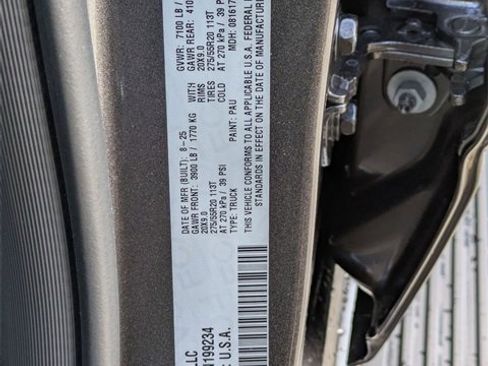 LLC
199234
: U.S.A.
DATE OF MFR (BUILT): 8-25 GVWR: 7100 LB /
GAWR FRONT: 3900 LB / 1770 KG WITH GAWR REAR: 410
20X9.0 RIMS 20X9.0
275/55R20 113T TIRES 275/55R20 113T
AT 270 kPa / 39 PSI COLD AT 270 kPa / 39 P
TYPE: TRUCK PAINT: PAU MDH: 081617
THIS VEHICLE CONFORMS TO ALL APPLICABLE U.S.A. FEDERAL
STANDARDS IN EFFECT ON THE DATE OF MANUFACTURE